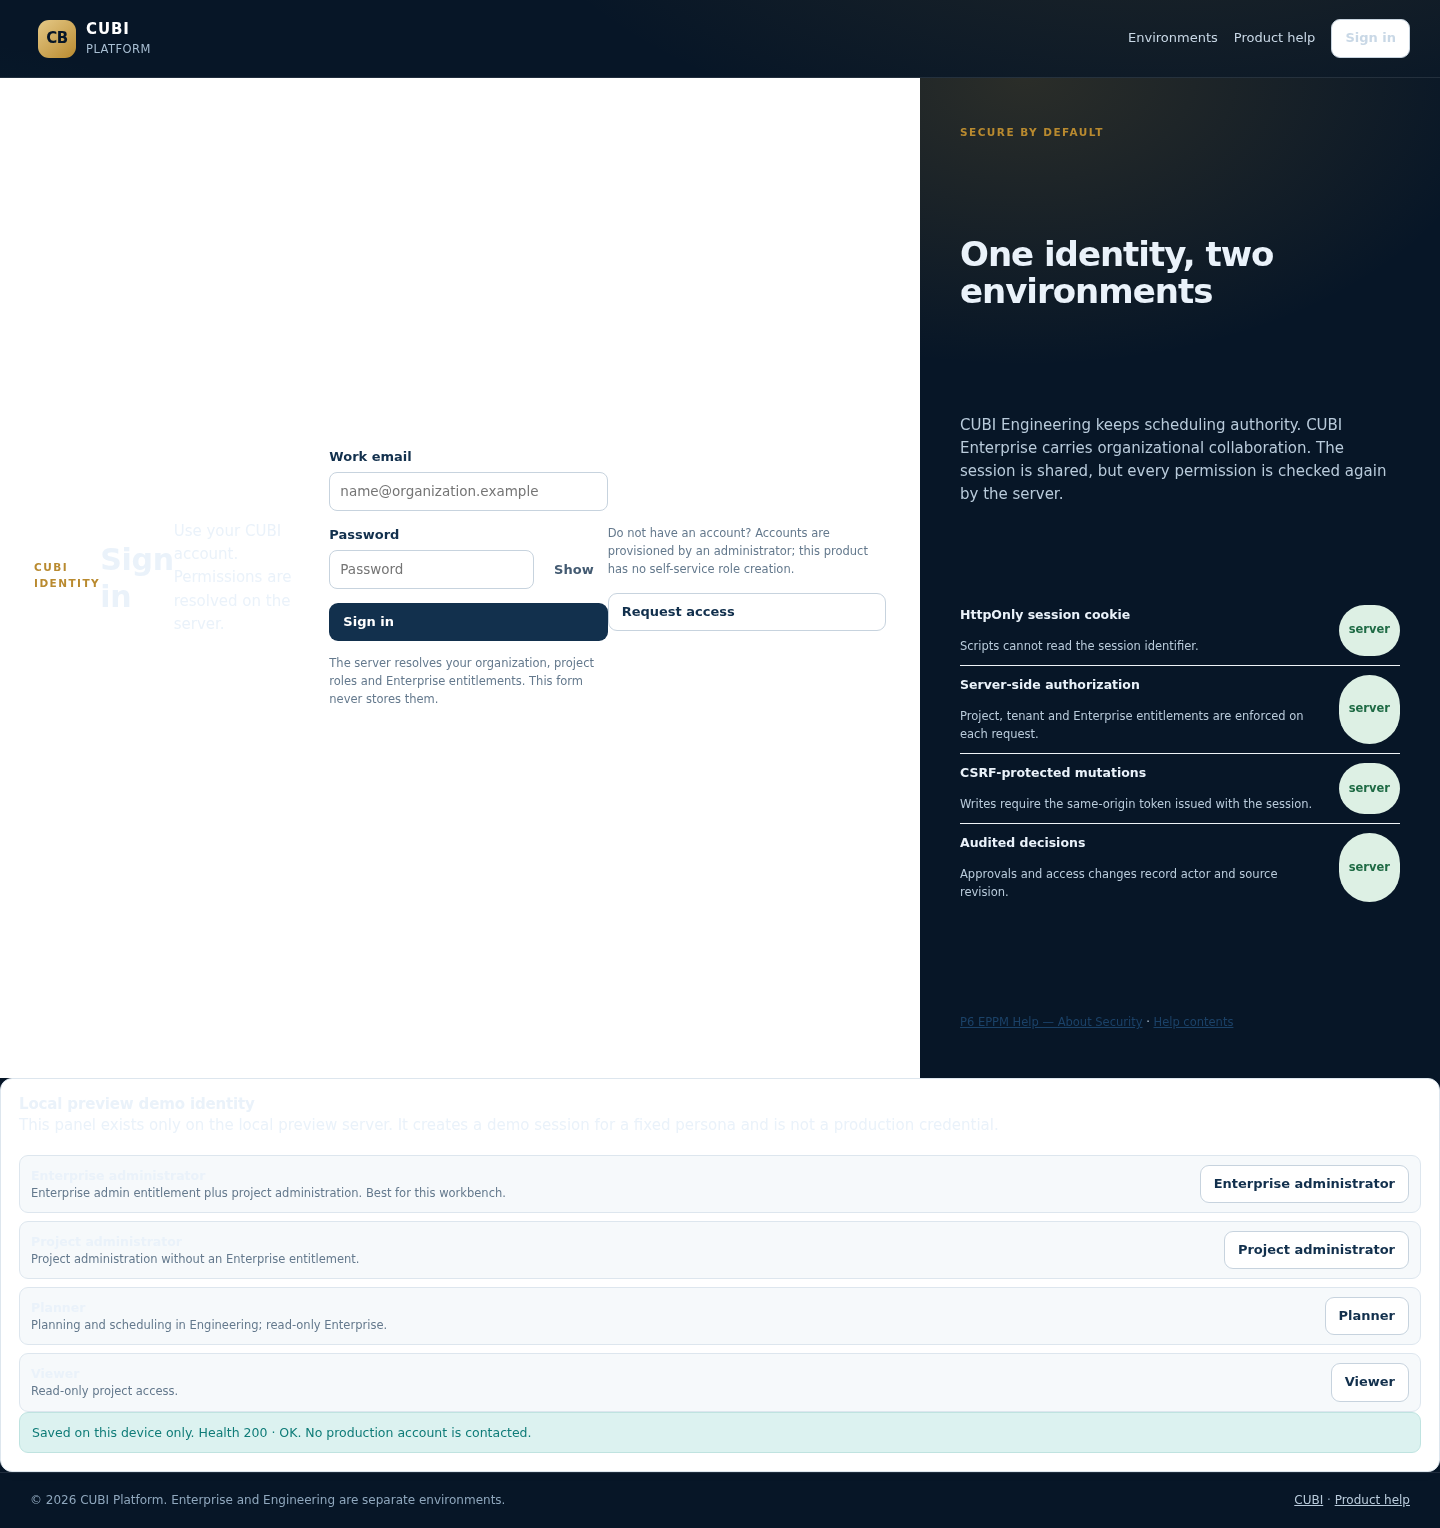 CB
CUBI
PLATFORM
Environments
Product help
Sign in
CUBI
IDENTITY
Sign
in
Use your CUBI
account.
Permissions are
resolved on the
server.
Work email
name@organization.example
Password
Password
Show
Sign in
The server resolves your organization, project
roles and Enterprise entitlements. This form
never stores them.
Do not have an account? Accounts are
provisioned by an administrator; this product
has no self-service role creation.
Request access
SECURE BY DEFAULT
One identity, two
environments
CUBI Engineering keeps scheduling authority. CUBI
Enterprise carries organizational collaboration. The
session is shared, but every permission is checked again
by the server.
HttpOnly session cookie
Scripts cannot read the session identifier.
server
Server-side authorization
Project, tenant and Enterprise entitlements are enforced on
each request.
server
CSRF-protected mutations
Writes require the same-origin token issued with the session.
server
Audited decisions
Approvals and access changes record actor and source
revision.
server
P6 EPPM Help — About Security · Help contents
Local preview demo identity
This panel exists only on the local preview server. It creates a demo session for a fixed persona and is not a production credential.
Enterprise administrator
Enterprise admin entitlement plus project administration. Best for this workbench.
Enterprise administrator
Project administrator
Project administration without an Enterprise entitlement.
Project administrator
Planner
Planning and scheduling in Engineering; read-only Enterprise.
Planner
Viewer
Read-only project access.
Viewer
Saved on this device only. Health 200 · OK. No production account is contacted.
© 2026 CUBI Platform. Enterprise and Engineering are separate environments.
CUBI · Product help